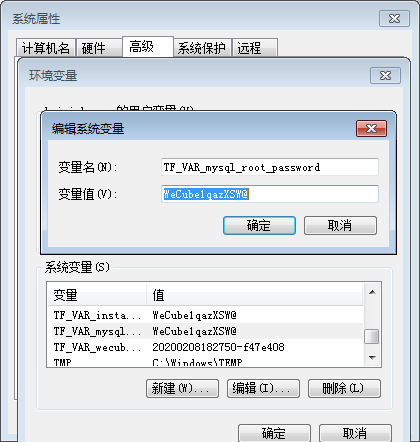 系统属性
计算机名 硬件 高级 系统保护 远程
环境变量
的用户变量(U)
编辑系统变量
变量名(N): TF_VAR_mysql_root_password
变量值(V): WeCube1qazXSW@
确定 取消
系统变量(S)
变量 值
TF_VAR_insta... WeCube1qazXSW@
TF_VAR_mysql... WeCube1qazXSW@
TF_VAR_wecub... 20200208182750-f47e408
TMP C:\Windows\TEMP
新建(W)... 编辑(I)... 删除(L)
确定 取消